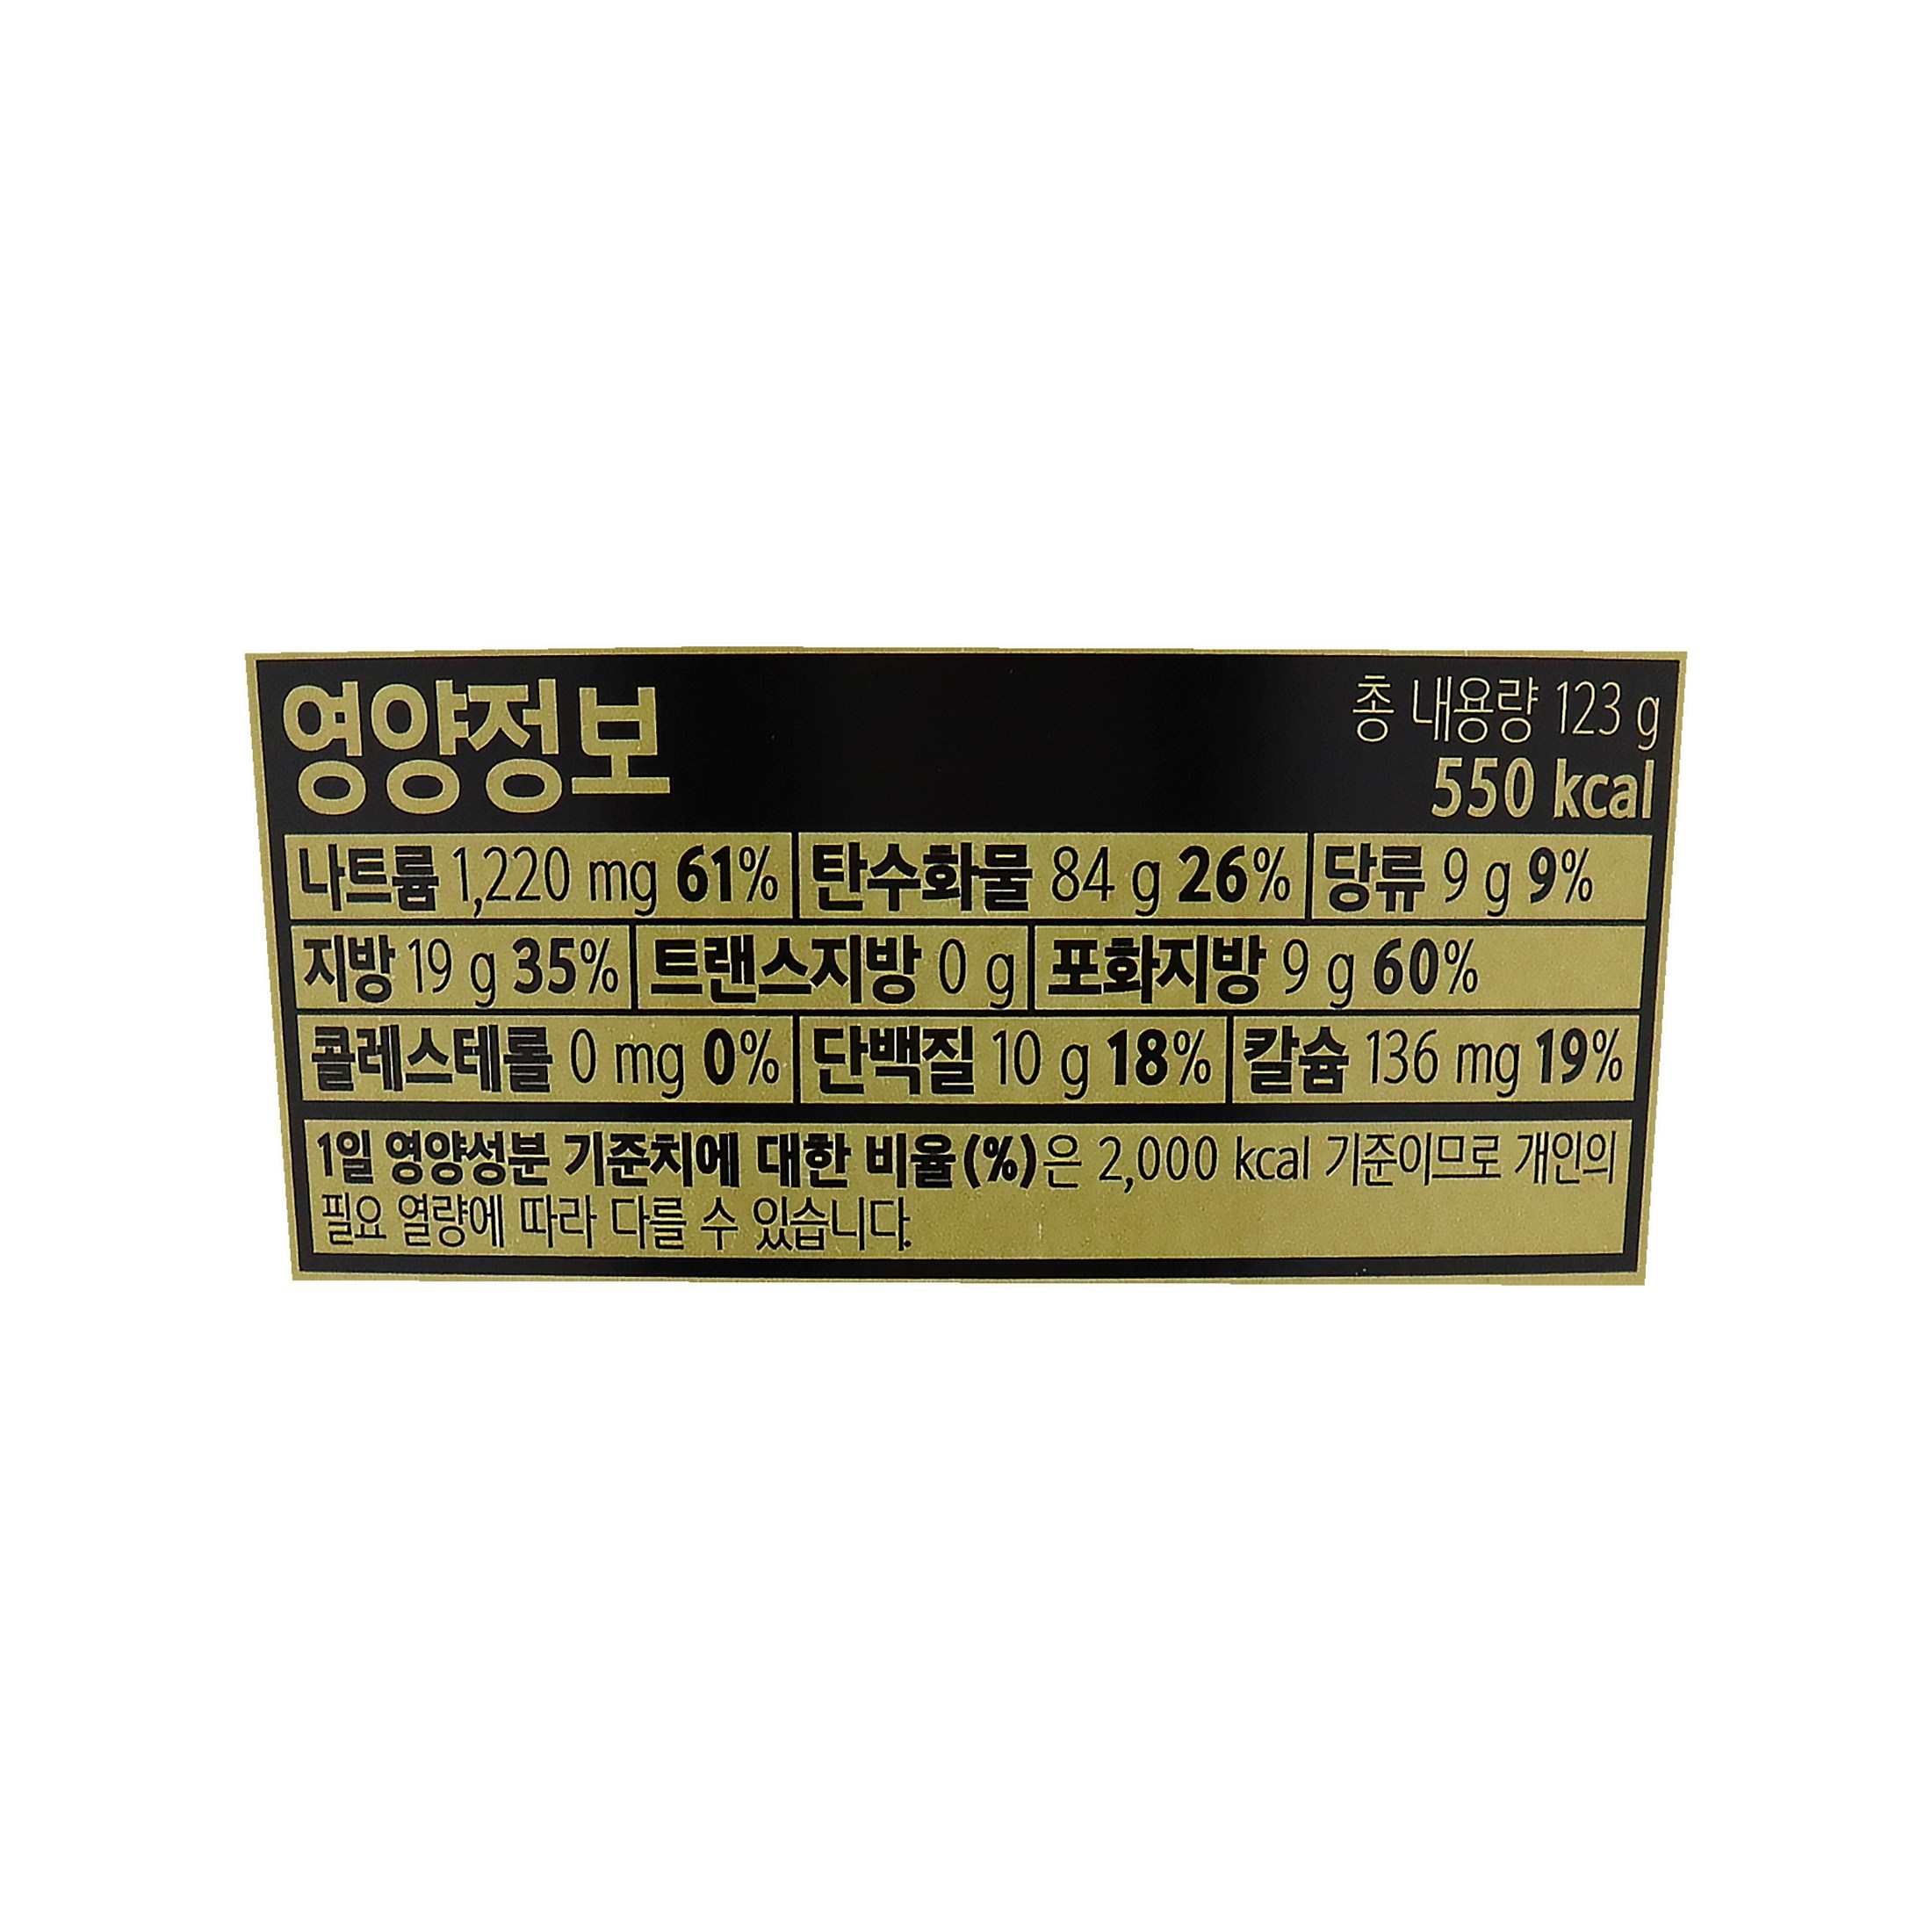 영양정보
총 내용량 123 g
550 kcal
나트륨 1,220 mg 61% 탄수화물 84 g 26% 당류 9 g 9%
지방 19 g 35% 트랜스지방 0 g 포화지방 9 g 60%
콜레스테롤 0 mg 0% 단백질 10 g 18% 칼슘 136 mg 19%
1일 영양성분 기준치에 대한 비율(%)은 2,000 kcal 기준이므로 개인의
필요 열량에 따라 다를 수 있습니다.